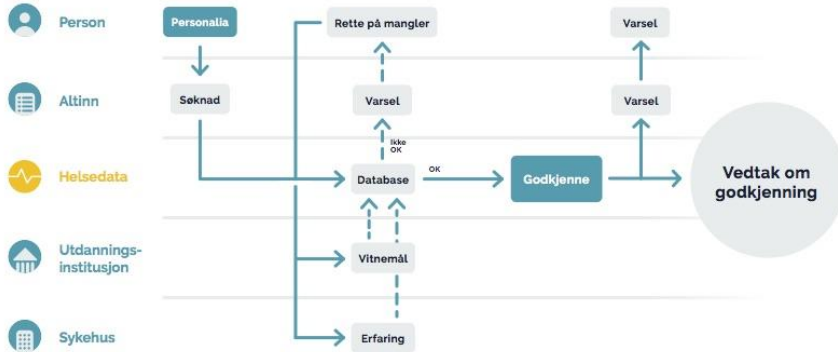 Person
Personalia
Rette på mangler
Varsel
Altinn
Søknad
Varsel
Varsel
Ikke
OK
Helsedata
Database
OK
Godkjenne
Vedtak om
godkjenning
Utdannings-
institusjon
Vitnemål
Sykehus
Erfaring